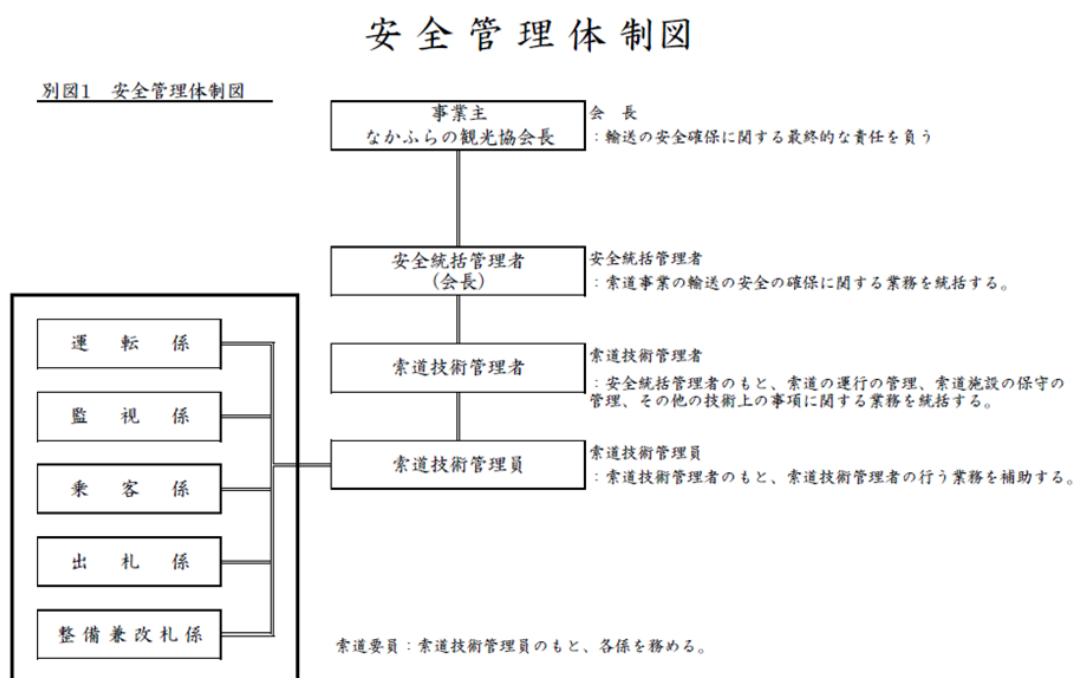 安全管理体制図
別図1　安全管理体制図
事業主
なかふらの観光協会長
会　長
：輸送の安全確保に関する最終的な責任を負う
安全統括管理者
(会長)
安全統括管理者
：索道事業の輸送の安全の確保に関する業務を統括する。
索道技術管理者
索道技術管理者
：安全統括管理者のもと、索道の運行の管理、索道施設の保守の
管理、その他の技術上の事項に関する業務を統括する。
索道技術管理員
索道技術管理員
：索道技術管理者のもと、索道技術管理者の行う業務を補助する。
運　転　係
監　視　係
乗　客　係
出　札　係
整備兼改札係
索道要員：索道技術管理員のもと、各係を務める。